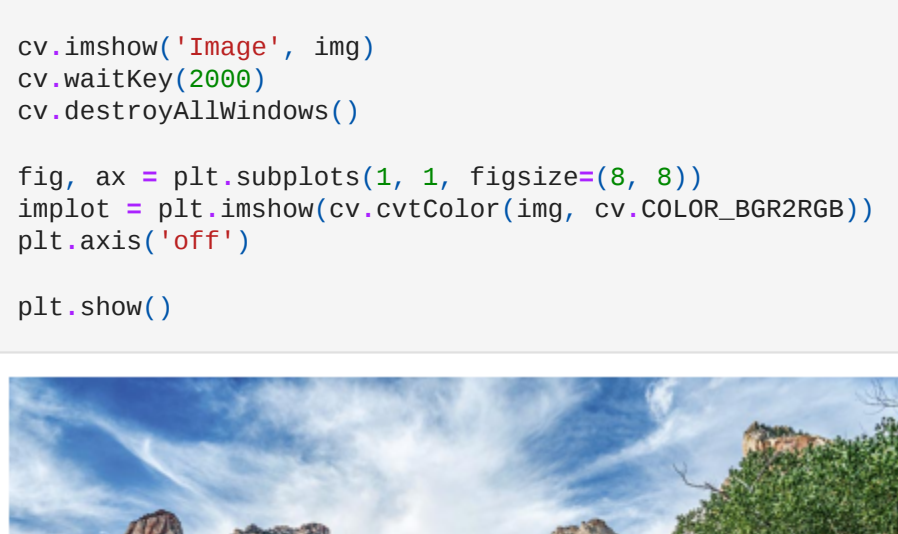 cv.imshow('Image', img)
cv.waitKey(2000)
cv.destroyAllWindows()
fig, ax = plt.subplots(1, 1, figsize=(8, 8))
implot = plt.imshow(cv.cvtColor(img, cv.COLOR_BGR2RGB))
plt.axis('off')
plt.show()